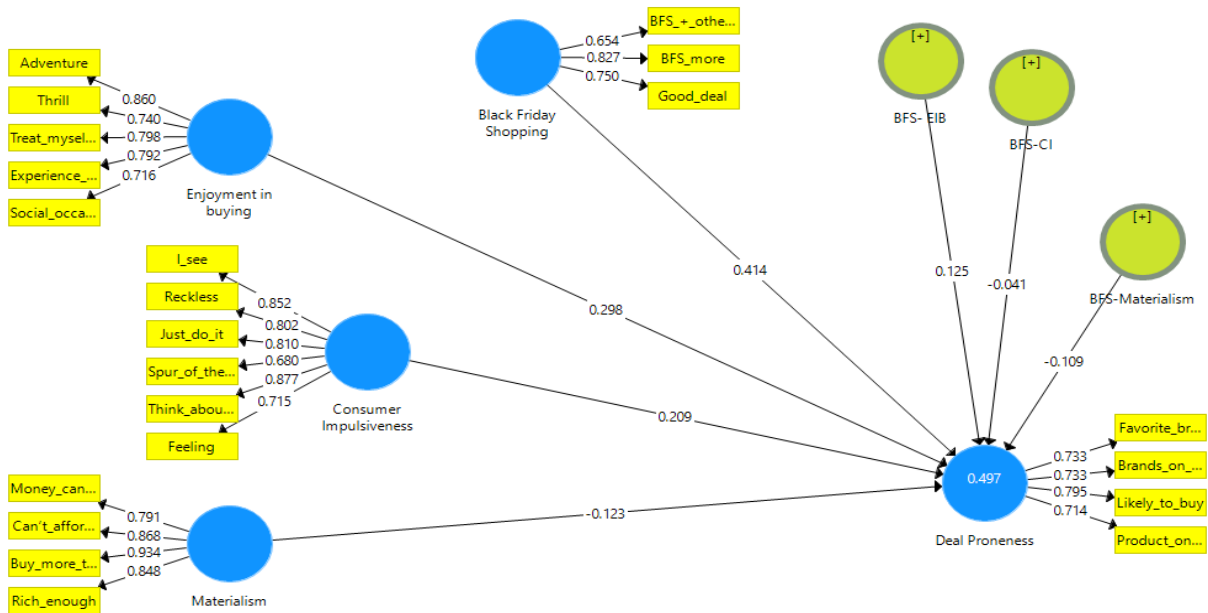 Adventure
Thrill
Treat_mysel...
Experience_...
Social_occa...
0.860
0.740
0.798
0.792
0.716
Enjoyment in
buying
BFS_+_othe...
BFS_more
Good_deal
0.654
0.827
0.750
Black Friday
Shopping
[+]
BFS- EIB
[+]
BFS-CI
[+]
BFS-Materialism
I_see
Reckless
Just_do_it
Spur_of_the...
Think_abou...
Feeling
0.852
0.802
0.810
0.680
0.877
0.715
Consumer
Impulsiveness
Money_can...
Can't_affor...
Buy_more_t...
Rich_enough
0.791
0.868
0.934
0.848
Materialism
0.414
0.298
0.209
-0.123
0.125
-0.041
-0.109
0.497
Deal Proneness
0.733
0.733
0.795
0.714
Favorite_br...
Brands_on_...
Likely_to_buy
Product_on...